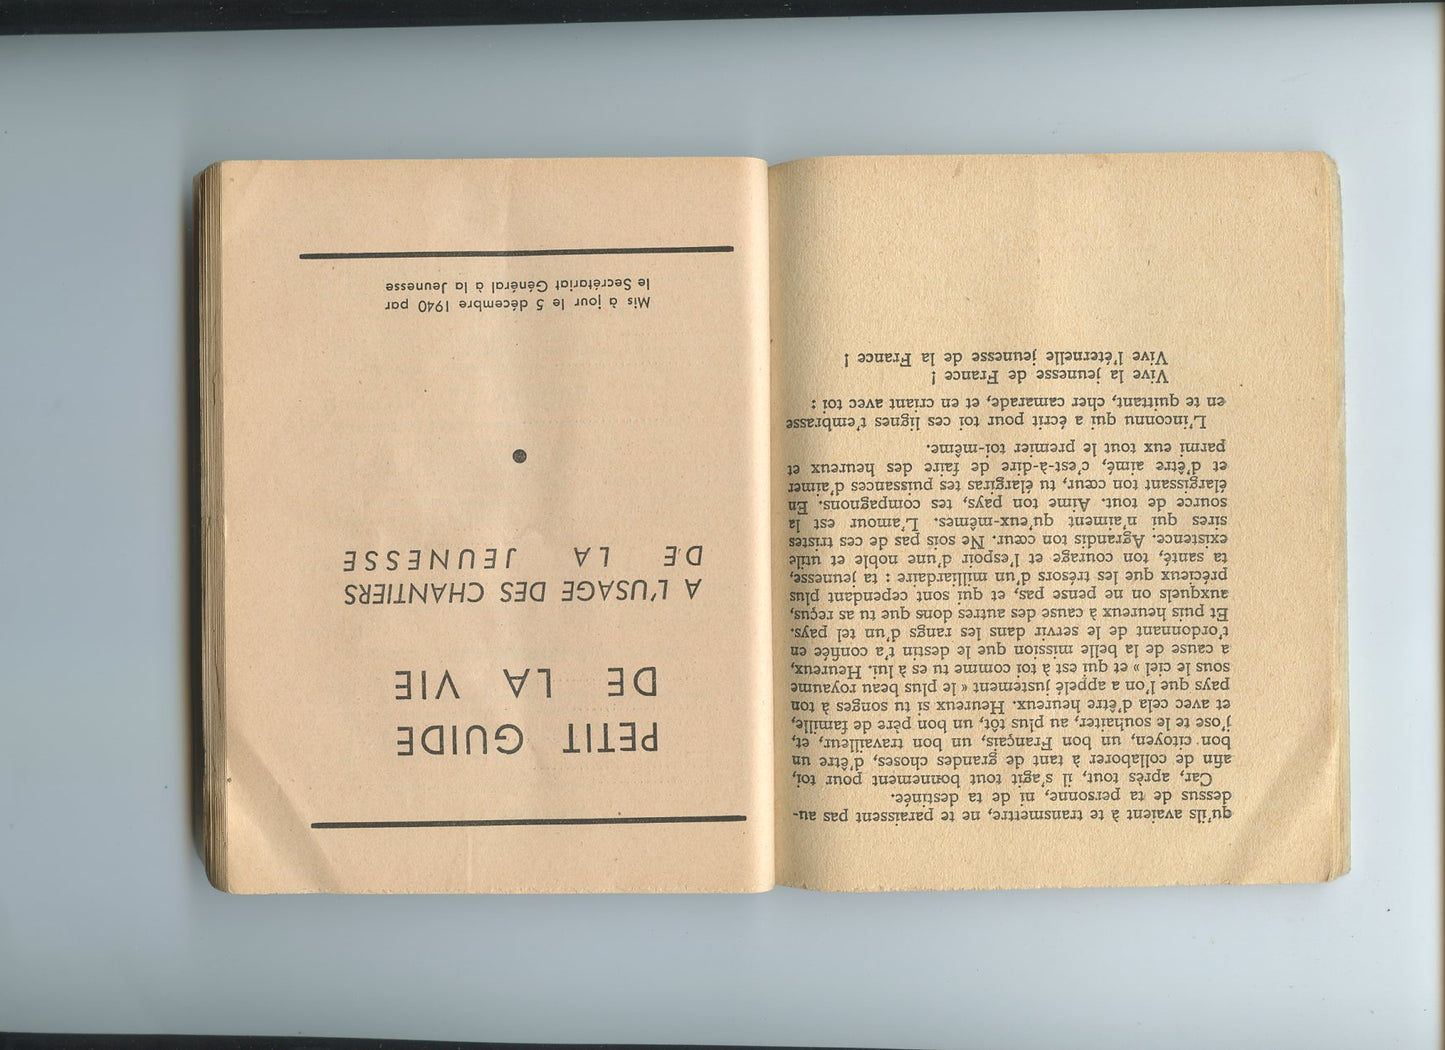 qu'ils avaient à te transmettre, ne te paraissent pas au-
dessus de ta personne, ni de ta destinée.
Car, après tout, il s'agit tout bonnement pour toi,
afin de collaborer à tant de grandes choses, d'être un
bon citoyen, un bon Français, un bon travailleur, et,
j'ose te le souhaiter, au plus tôt, un bon père de famille,
et avec cela d'être heureux. Heureux si tu songes à ton
pays que l'on a appelé justement « le plus beau royaume
sous le ciel » et qui est à toi comme tu es à lui. Heureux,
a cause de la belle mission que le destin t'a confiée en
t'ordonnant de le servir dans les rangs d'un tel pays.
Et puis heureux à cause des autres dons que tu as reçus,
auxquels on ne pense pas, et qui sont cependant plus
précieux que les trésors d'un milliardaire : ta jeunesse,
ta santé, ton courage et l'espoir d'une noble et utile
existence. Agrandis ton cœur. Ne sois pas de ces tristes
sires qui n'aiment qu'eux-mêmes. L'amour est la
source de tout. Aime ton pays, tes compagnons. En
élargissant ton cœur, tu élargiras tes puissances d'aimer
et d'être aimé, c'est-à-dire de faire des heureux et
parmi eux tout le premier toi-même.
L'inconnu qui a écrit pour toi ces lignes t'embrasse
en te quittant, cher camarade, et en criant avec toi :
Vive la jeunesse de France !
Vive l'éternelle jeunesse de la France !
PETIT GUIDE
DE LA VIE
A L'USAGE DES CHANTIERS
DE LA JEUNESSE
Mis à jour le 5 décembre 1940 par
le Secrétariat Général à la Jeunesse